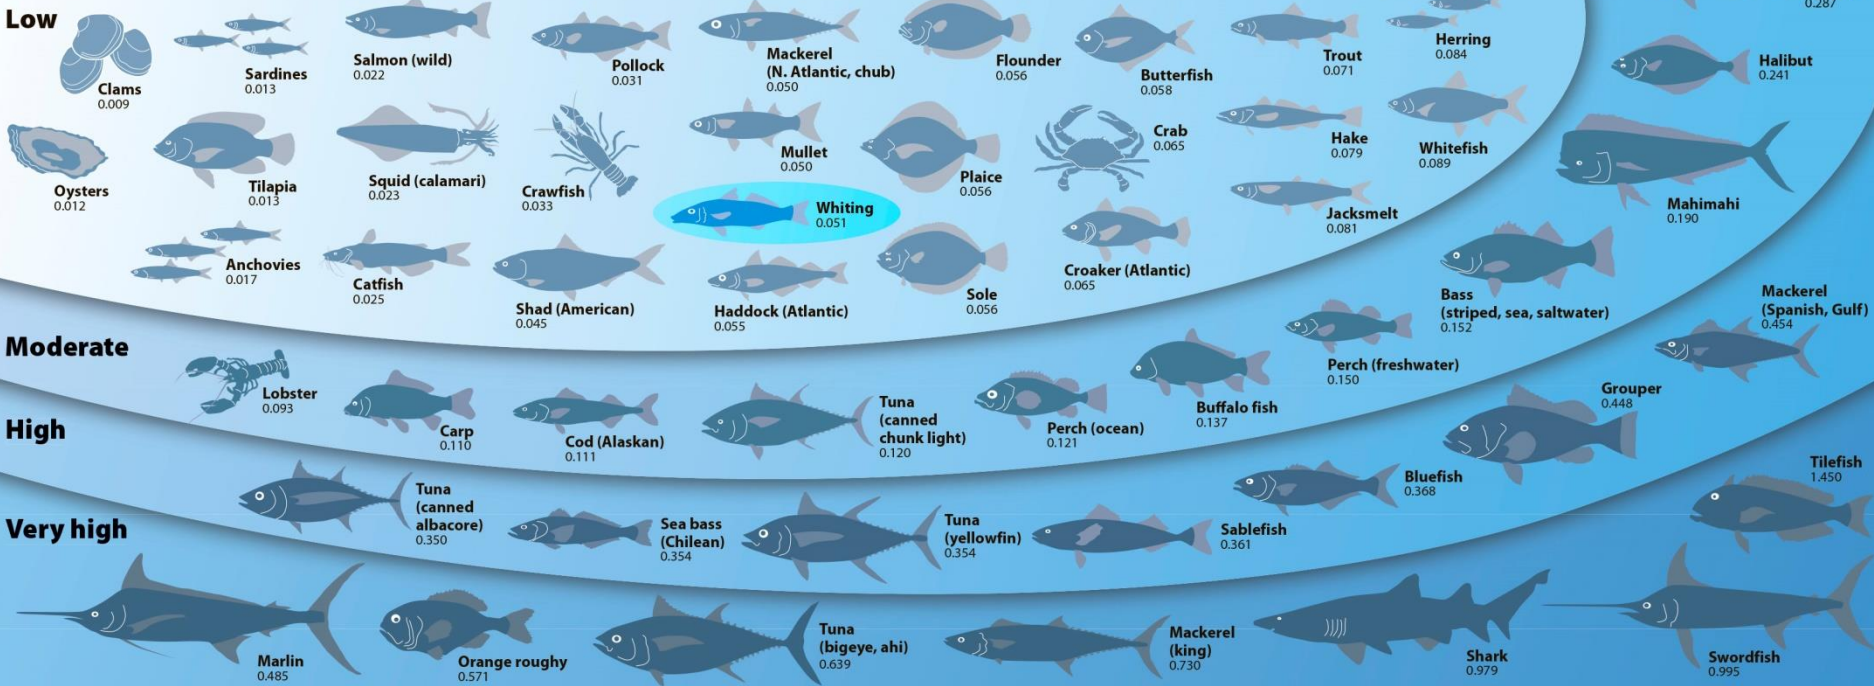 Low
Clams
0.009
Sardines
0.013
Salmon (wild)
0.022
Pollock
0.031
Mackerel
(N. Atlantic, chub)
0.050
Flounder
0.056
Butterfish
0.058
Trout
0.071
Herring
0.084
0.287
Halibut
0.241
Oysters
0.012
Tilapia
0.013
Squid (calamari)
0.023
Crawfish
0.033
Mullet
0.050
Plaice
0.056
Crab
0.065
Hake
0.079
Whitefish
0.089
Mahimahi
0.190
Whiting
0.051
Jacksmelt
0.081
Anchovies
0.017
Catfish
0.025
Shad (American)
0.045
Haddock (Atlantic)
0.055
Sole
0.056
Croaker (Atlantic)
0.065
Bass
(striped, sea, saltwater)
0.152
Mackerel
(Spanish, Gulf)
0.454
Moderate
Lobster
0.093
Carp
0.110
Cod (Alaskan)
0.111
Tuna
(canned
chunk light)
0.120
Perch (ocean)
0.121
Buffalo fish
0.137
Perch (freshwater)
0.150
Grouper
0.448
High
Tuna
(canned
albacore)
0.350
Sea bass
(Chilean)
0.354
Tuna
(yellowfin)
0.354
Sablefish
0.361
Bluefish
0.368
Tilefish
1.450
Very high
Marlin
0.485
Orange roughy
0.571
Tuna
(bigeye, ahi)
0.639
Mackerel
(king)
0.730
Shark
0.979
Swordfish
0.995